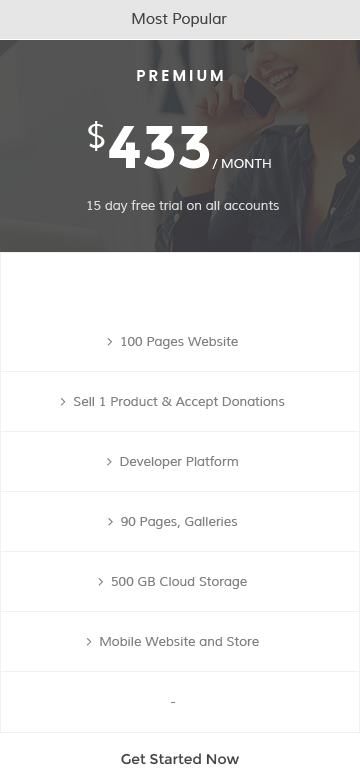 Most Popular
PREMIUM
$433/ MONTH
15 day free trial on all accounts
> 100 Pages Website
> Sell 1 Product & Accept Donations
> Developer Platform
> 90 Pages, Galleries
> 500 GB Cloud Storage
> Mobile Website and Store
-
Get Started Now